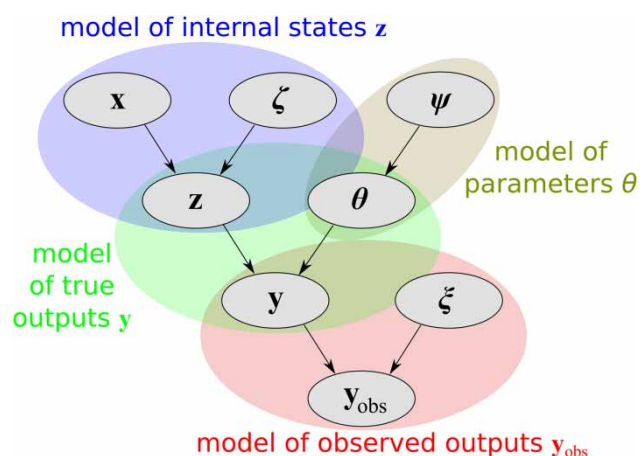 model of internal states z
x
ζ
ψ
model of
parameters θ
z
θ
model
of true
outputs y
y
ξ
y_obs
model of observed outputs y_obs